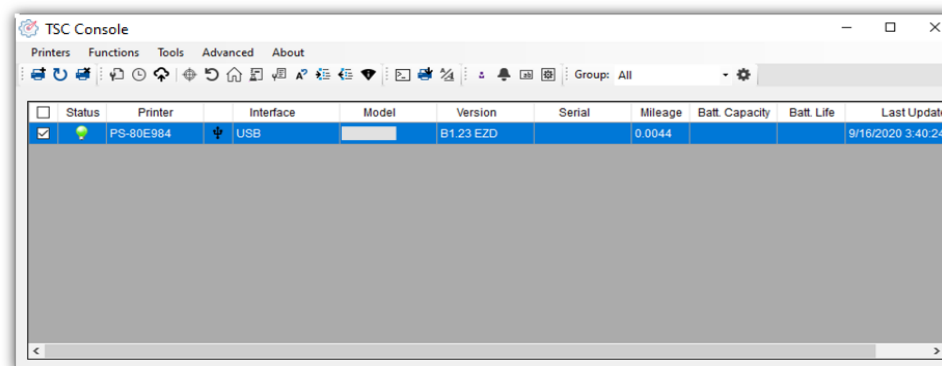 TSC Console
Printers Functions Tools Advanced About
Group: All
Status Printer Interface Model Version Serial Mileage Batt. Capacity Batt. Life Last Updat
PS-80E984 USB B1.23 EZD 0.0044 9/16/2020 3:40:24